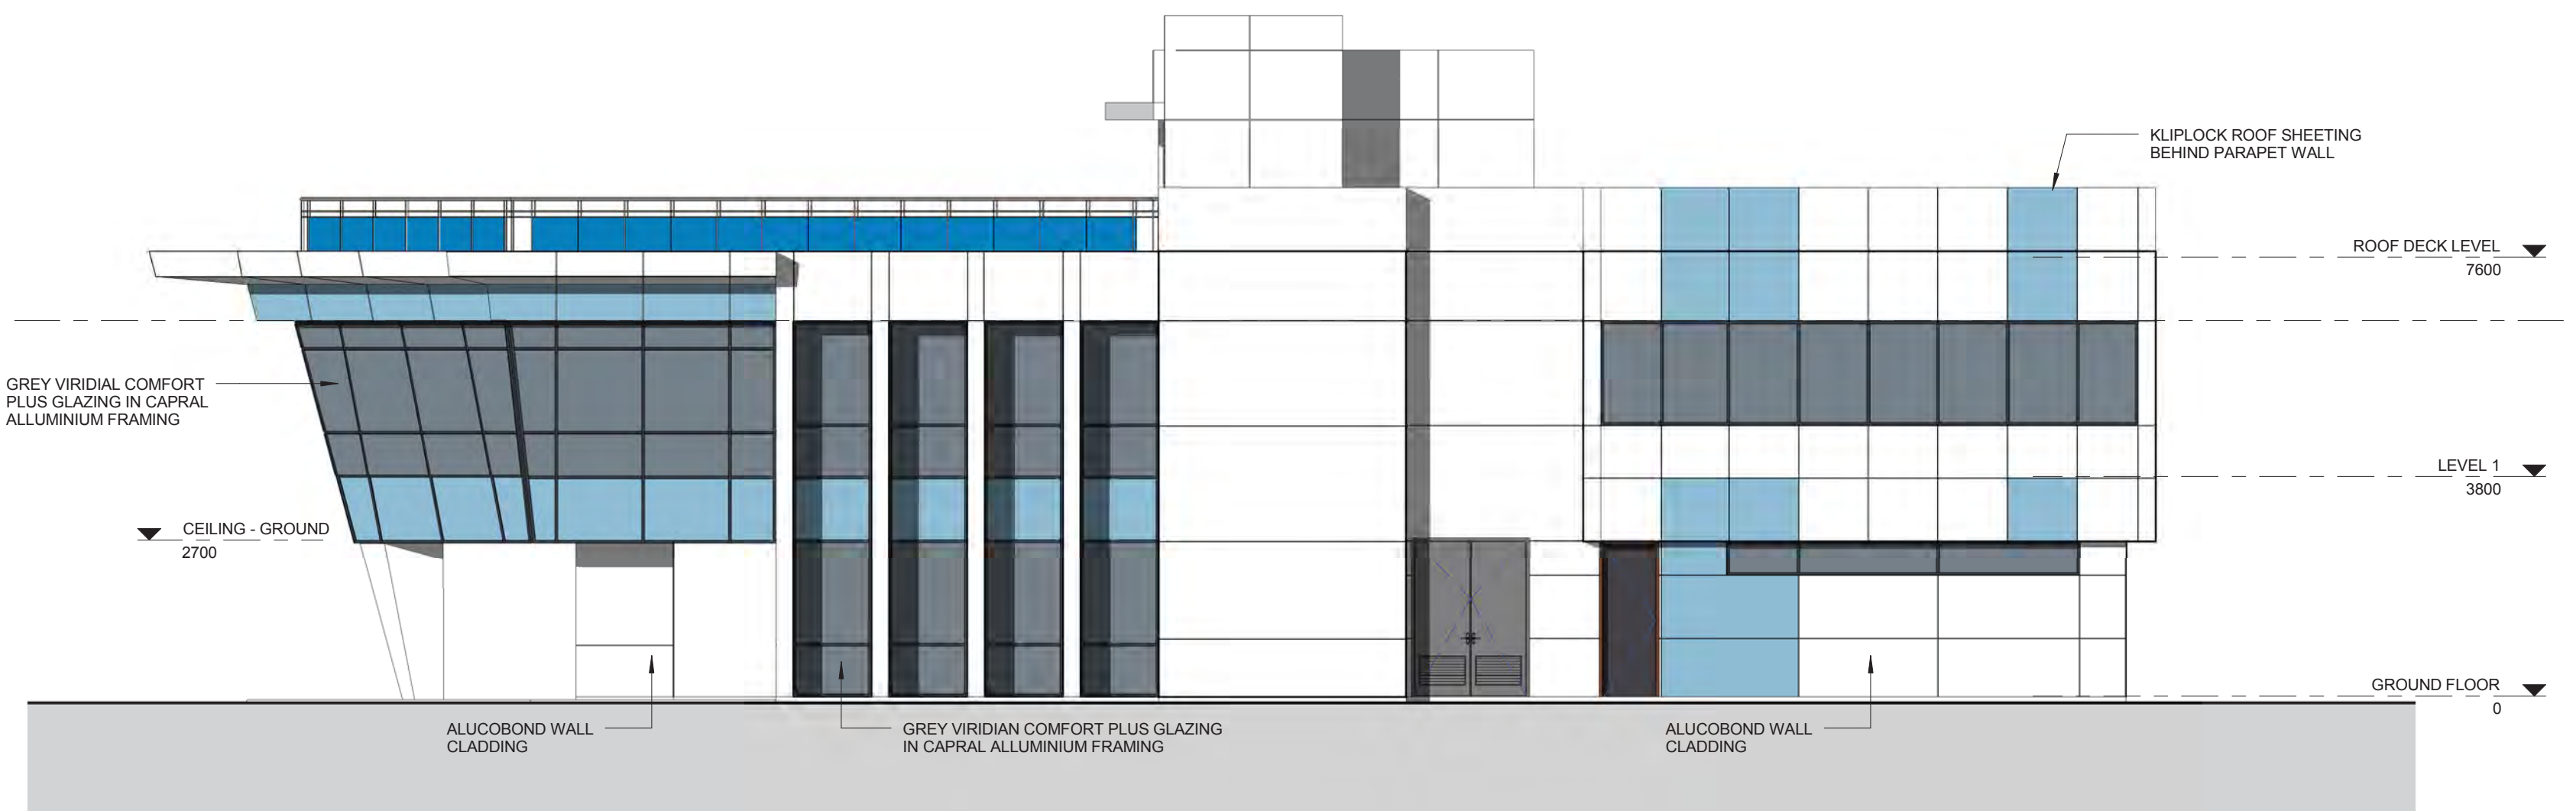 KLIPLOCK ROOF SHEETING
BEHIND PARAPET WALL
ROOF DECK LEVEL
7600
GREY VIRIDIAL COMFORT
PLUS GLAZING IN CAPRAL
ALLUMINIUM FRAMING
LEVEL 1
3800
CEILING - GROUND
2700
GROUND FLOOR
0
ALUCOBOND WALL
CLADDING
GREY VIRIDIAN COMFORT PLUS GLAZING
IN CAPRAL ALLUMINIUM FRAMING
ALUCOBOND WALL
CLADDING